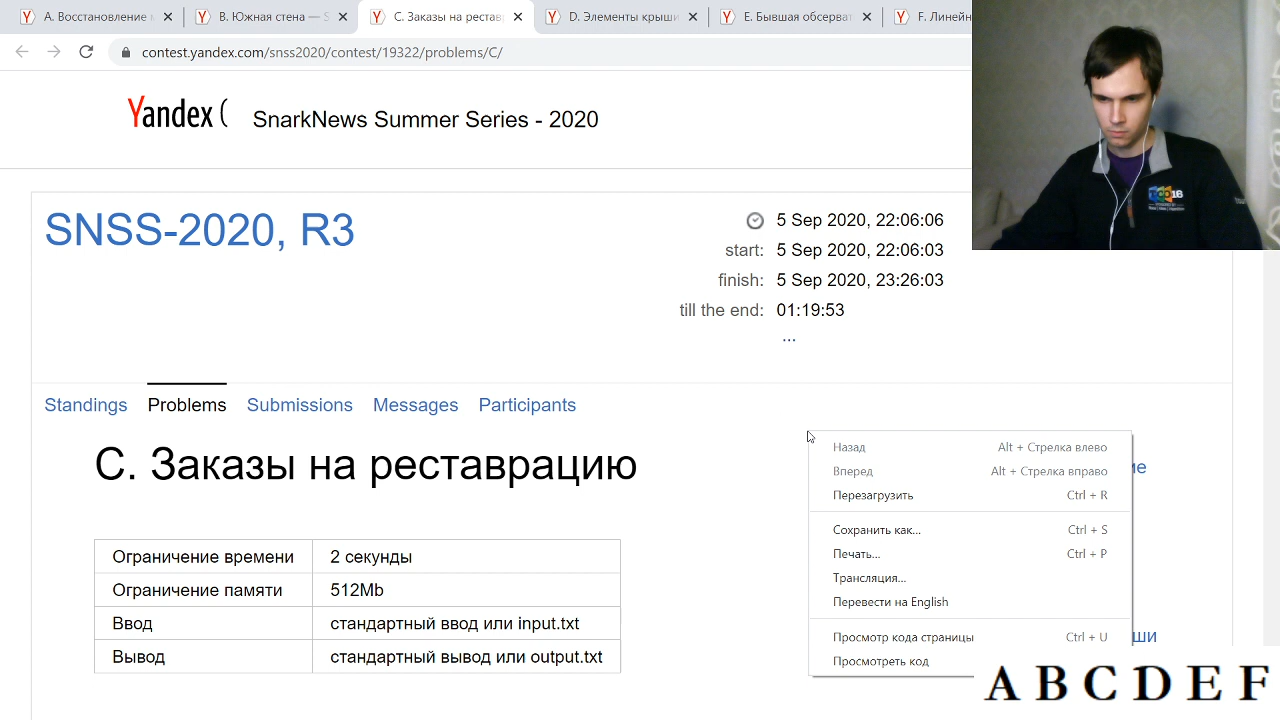 А. Восстановление
В. Южная стена — S
С. Заказы на рестав
D. Элементы крыши
Е. Бывшая обсерват
F. Линейн
contest.yandex.com/snss2020/contest/19322/problems/C/
Yandex (
SnarkNews Summer Series - 2020
SNSS-2020, R3
5 Sep 2020, 22:06:06
start: 5 Sep 2020, 22:06:03
finish: 5 Sep 2020, 23:26:03
till the end: 01:19:53
...
Standings Problems Submissions Messages Participants
С. Заказы на реставрацию
Ограничение времени 2 секунды
Ограничение памяти 512Mb
Ввод стандартный ввод или input.txt
Вывод стандартный вывод или output.txt
Назад Alt + Стрелка влево
Вперед Alt + Стрелка вправо
Перезагрузить Ctrl + R
Сохранить как... Ctrl + S
Печать... Ctrl + P
Трансляция...
Перевести на English
Просмотр кода страницы Ctrl + U
Просмотреть код
ие
ши
A B C D E F